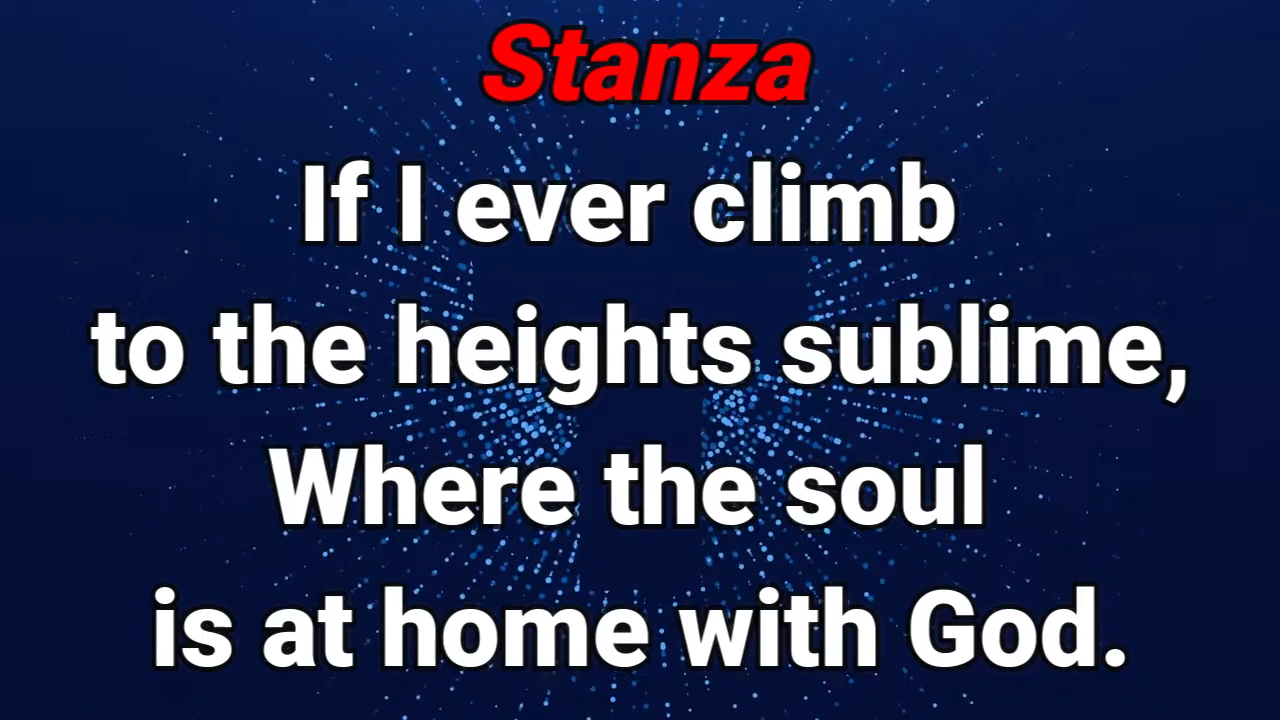 Stanza
If I ever climb
to the heights sublime,
Where the soul
is at home with God.